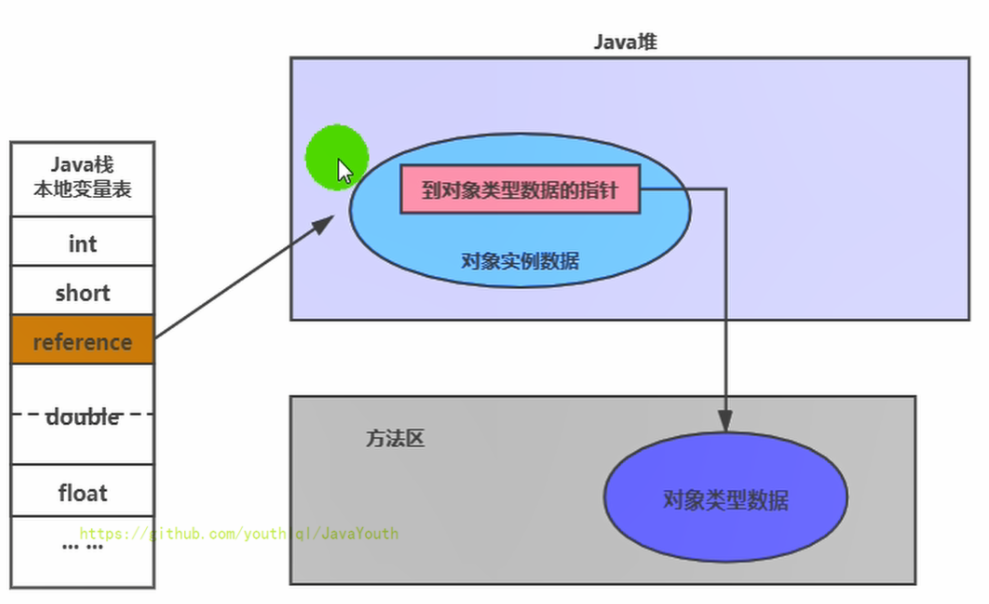 Java堆
Java栈
本地变量表
int
short
reference
double
float
... ...
到对象类型数据的指针
对象实例数据
方法区
对象类型数据
https://github.com/youthlql/JavaYouth